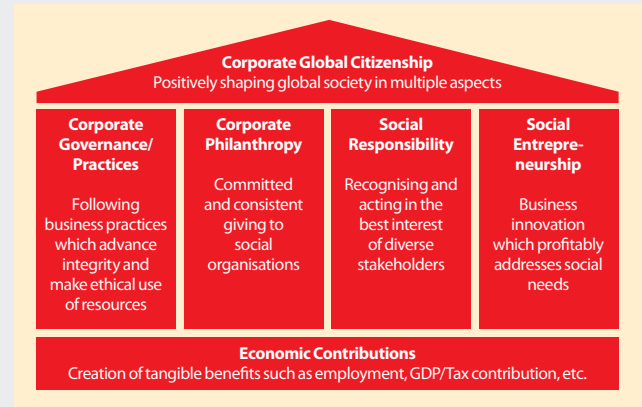 Corporate Global Citizenship
Positively shaping global society in multiple aspects
Corporate
Governance/
Practices
Following
business practices
which advance
integrity and
make ethical use
of resources
Corporate
Philanthropy
Committed
and consistent
giving to
social
organisations
Social
Responsibility
Recognising and
acting in the
best interest
of diverse
stakeholders
Social
Entrepre-
neurship
Business
innovation
which profitably
addresses social
needs
Economic Contributions
Creation of tangible benefits such as employment, GDP/Tax contribution, etc.